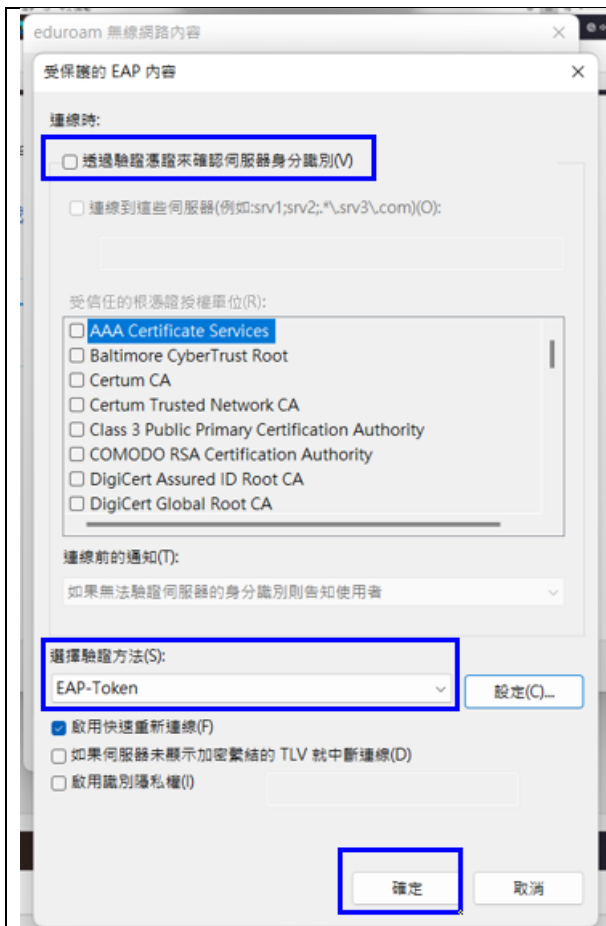 eduroam 無線網路內容
受保護的 EAP 內容
連線時:
透過驗證憑證來確認伺服器身分識別(V)
連線到這些伺服器(例如:srv1;srv2;.*\.srv3\.com)(O):
受信任的根憑證授權單位(R):
AAA Certificate Services
Baltimore CyberTrust Root
Certum CA
Certum Trusted Network CA
Class 3 Public Primary Certification Authority
COMODO RSA Certification Authority
DigiCert Assured ID Root CA
DigiCert Global Root CA
連線前的通知(T):
如果無法驗證伺服器的身分識別則告知使用者
選擇驗證方法(S):
EAP-Token
設定(C)...
啟用快速重新連線(F)
如果伺服器未顯示加密繫結的 TLV 就中斷連線(D)
啟用識別隱私權(I)
確定
取消